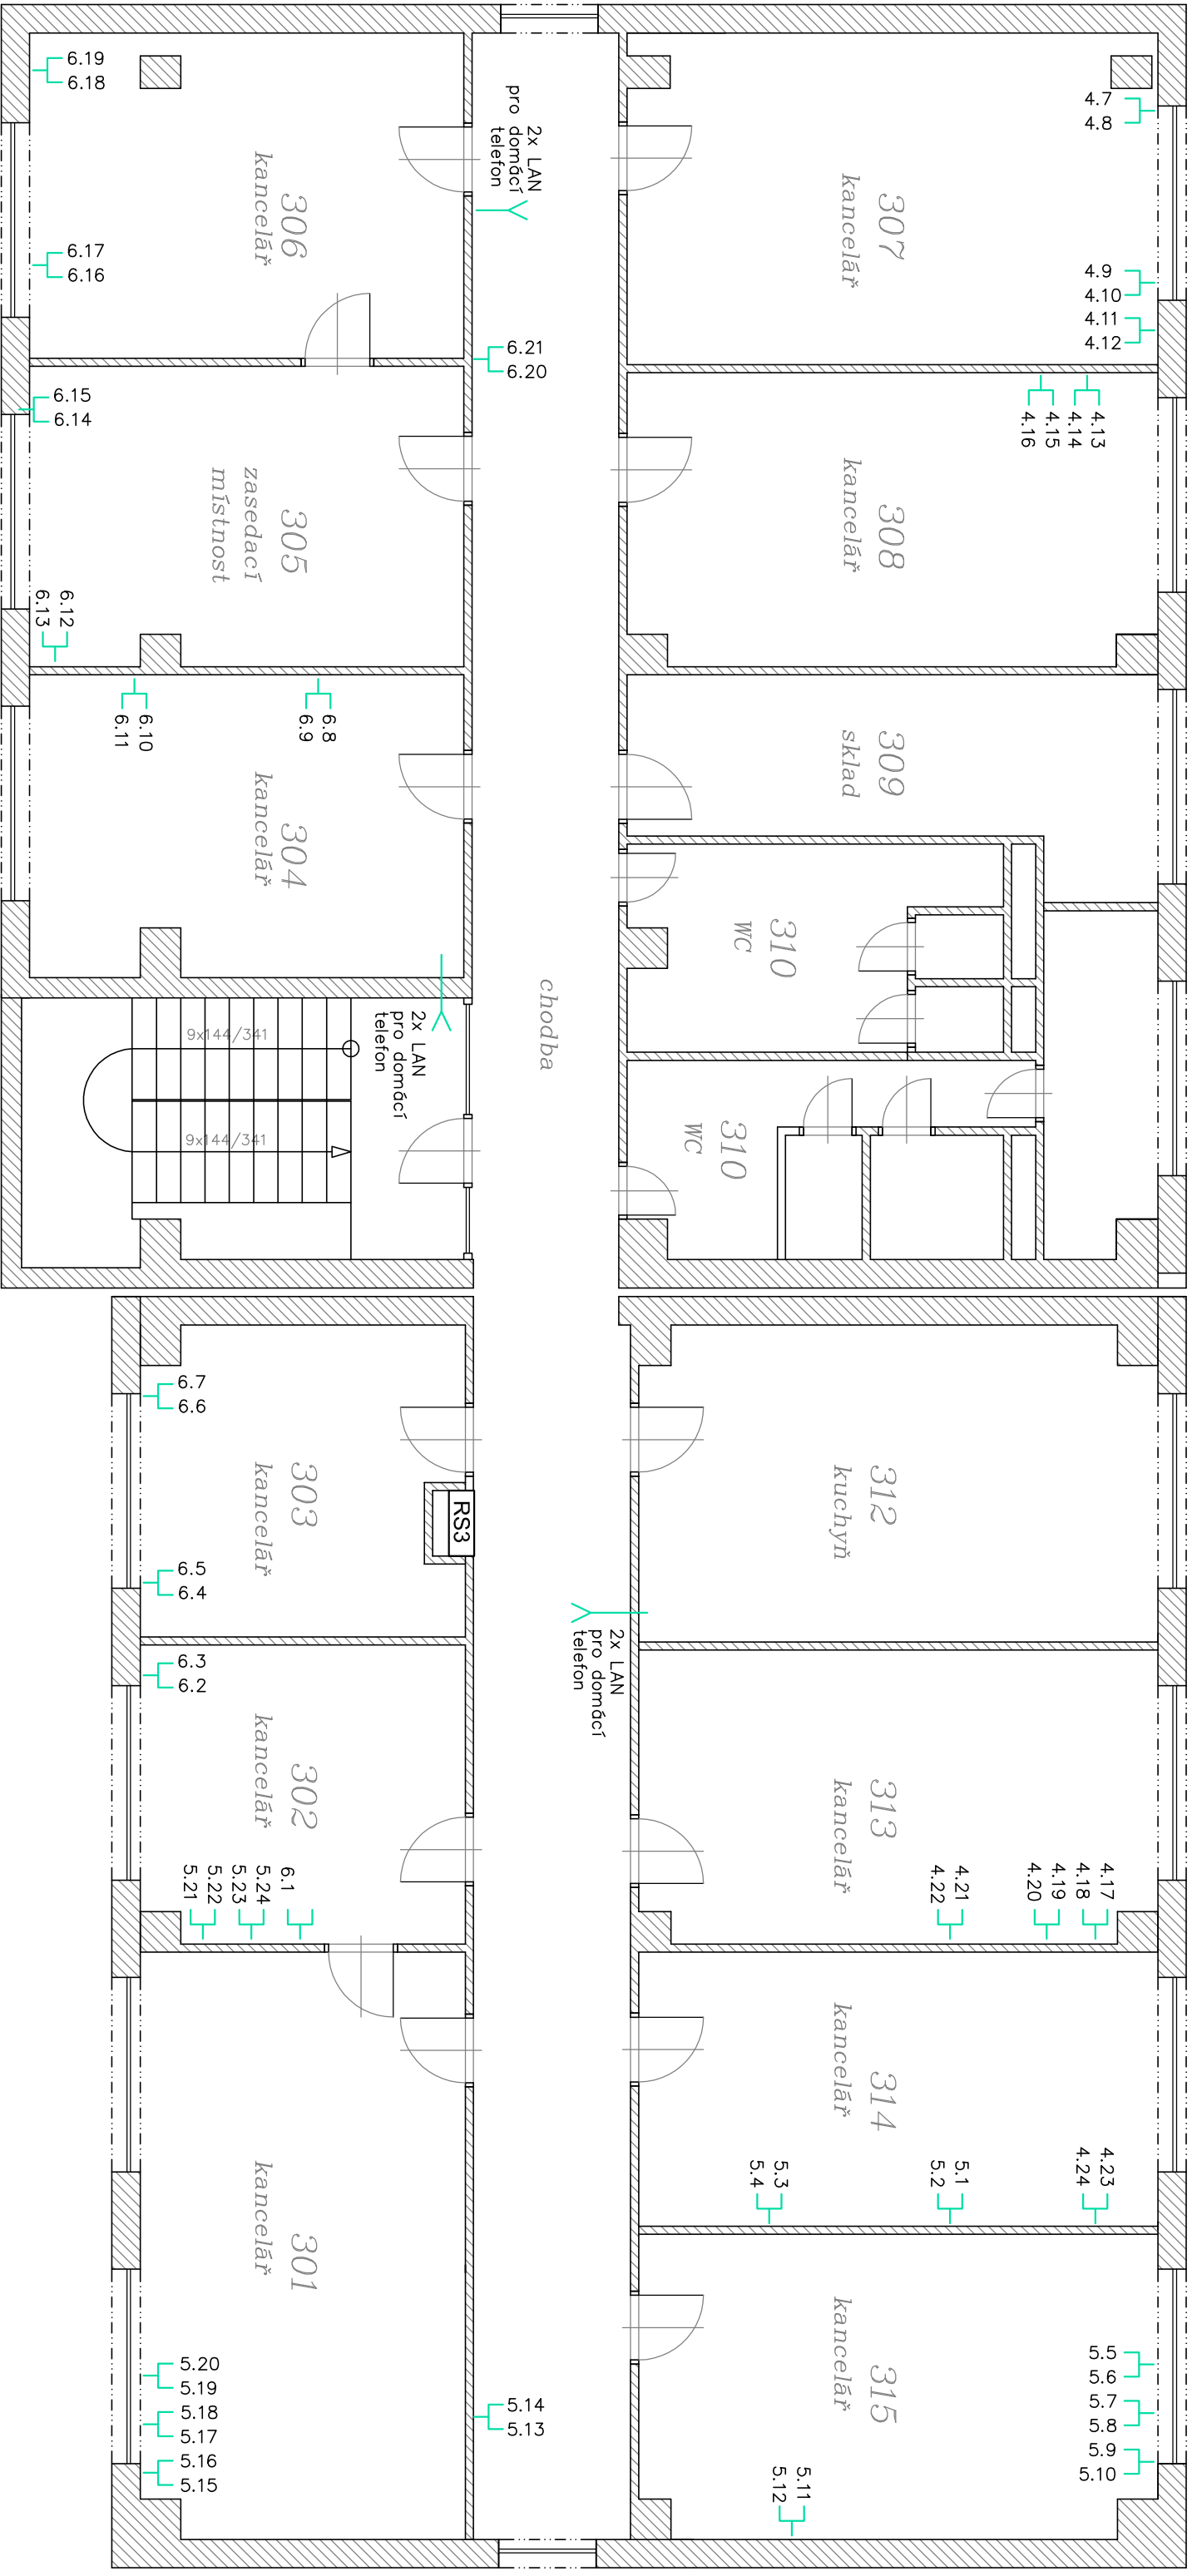 6.19
6.18
306
kancelář
6.17
6.16
2x LAN
pro domácí
telefon
4.7
4.8
307
kancelář
4.9
4.10
4.11
4.12
6.21
6.20
6.15
6.14
305
zasedací
místnost
6.12
6.13
4.13
4.14
4.15
4.16
308
kancelář
6.8
6.9
6.10
6.11
304
kancelář
309
sklad
310
WC
chodba
2x LAN
pro domácí
telefon
9x144/341
9x144/341
310
WC
6.7
6.6
303
kancelář
RS3
6.5
6.4
312
kuchyň
2x LAN
pro domácí
telefon
6.3
6.2
302
kancelář
6.1
5.24
5.23
5.22
5.21
313
kancelář
4.17
4.18
4.19
4.20
4.21
4.22
314
kancelář
4.23
4.24
5.1
5.2
5.3
5.4
301
kancelář
5.20
5.19
5.18
5.17
5.16
5.15
5.14
5.13
315
kancelář
5.5
5.6
5.7
5.8
5.9
5.10
5.11
5.12